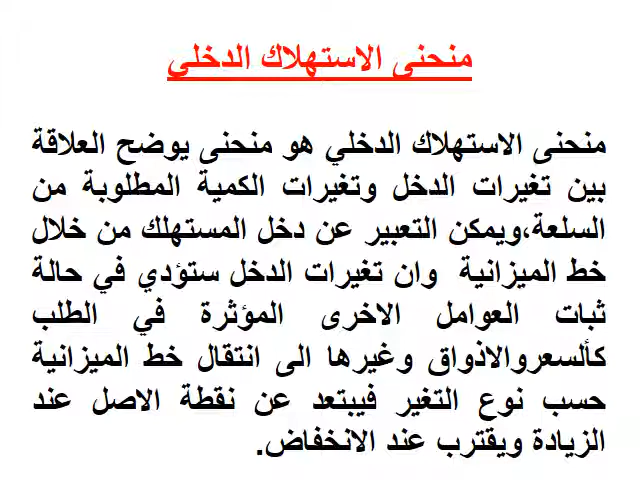 منحنى الاستهلاك الدخلي
منحنى الاستهلاك الدخلي هو منحنى يوضح العلاقة
بين تغيرات الدخل وتغيرات الكمية المطلوبة من
السلعة،ويمكن التعبير عن دخل المستهلك من خلال
خط الميزانية وان تغيرات الدخل ستؤدي في حالة
ثبات العوامل الاخرى المؤثرة في الطلب
كألسعروالاذواق وغيرها الى انتقال خط الميزانية
حسب نوع التغير فيبتعد عن نقطة الاصل عند
الزيادة ويقترب عند الانخفاض.